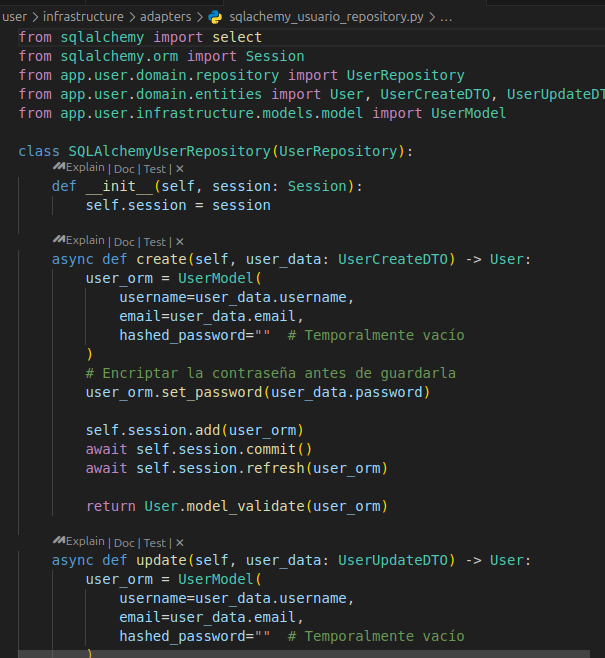 user > infrastructure > adapters > sqlachemy_usuario_repository.py > ...
from sqlalchemy import select
from sqlalchemy.orm import Session
from app.user.domain.repository import UserRepository
from app.user.domain.entities import User, UserCreateDTO, UserUpdateDT
from app.user.infrastructure.models.model import UserModel
class SQLAlchemyUserRepository(UserRepository):
Explain | Doc | Test | ×
    def __init__(self, session: Session):
        self.session = session
Explain | Doc | Test | ×
    async def create(self, user_data: UserCreateDTO) -> User:
        user_orm = UserModel(
            username=user_data.username,
            email=user_data.email,
            hashed_password=""  # Temporalmente vacío
        )
        # Encriptar la contraseña antes de guardarla
        user_orm.set_password(user_data.password)
        self.session.add(user_orm)
        await self.session.commit()
        await self.session.refresh(user_orm)
        return User.model_validate(user_orm)
Explain | Doc | Test | ×
    async def update(self, user_data: UserUpdateDTO) -> User:
        user_orm = UserModel(
            username=user_data.username,
            email=user_data.email,
            hashed_password=""  # Temporalmente vacío
        )